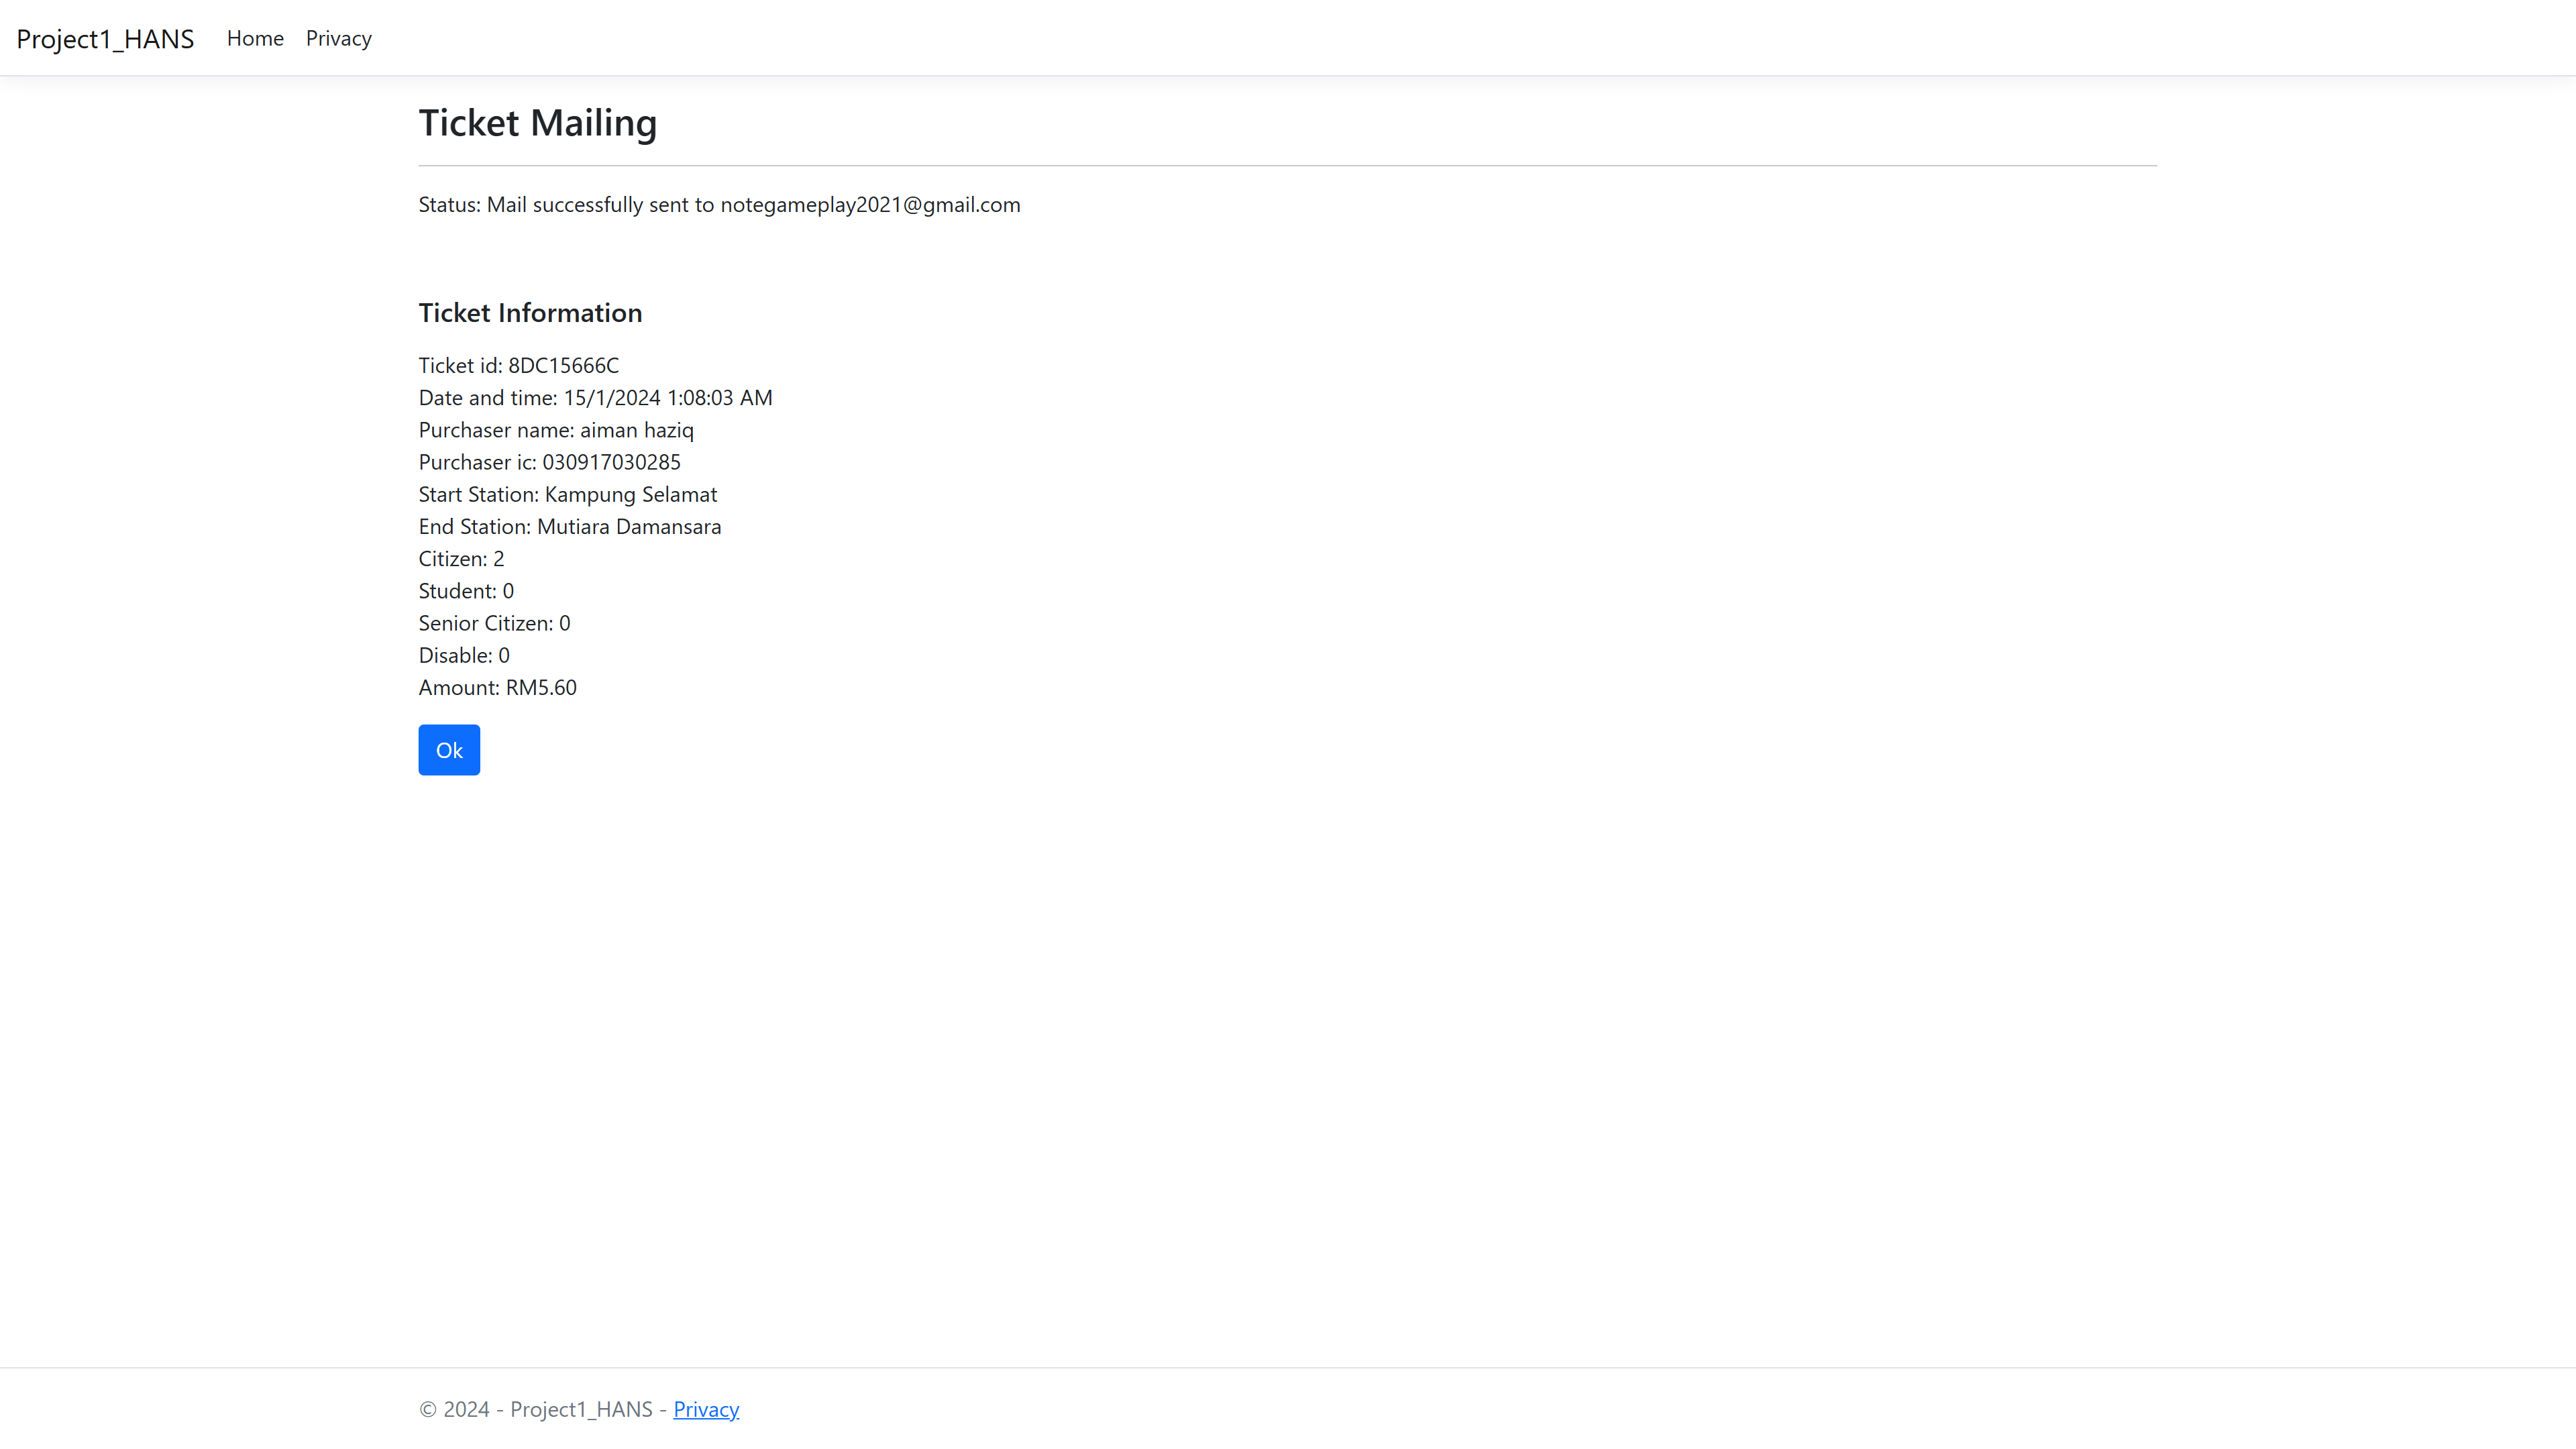 Project1_HANS Home Privacy
Ticket Mailing
Status: Mail successfully sent to notegameplay2021@gmail.com
Ticket Information
Ticket id: 8DC15666C
Date and time: 15/1/2024 1:08:03 AM
Purchaser name: aiman haziq
Purchaser ic: 030917030285
Start Station: Kampung Selamat
End Station: Mutiara Damansara
Citizen: 2
Student: 0
Senior Citizen: 0
Disable: 0
Amount: RM5.60
Ok
© 2024 - Project1_HANS - Privacy